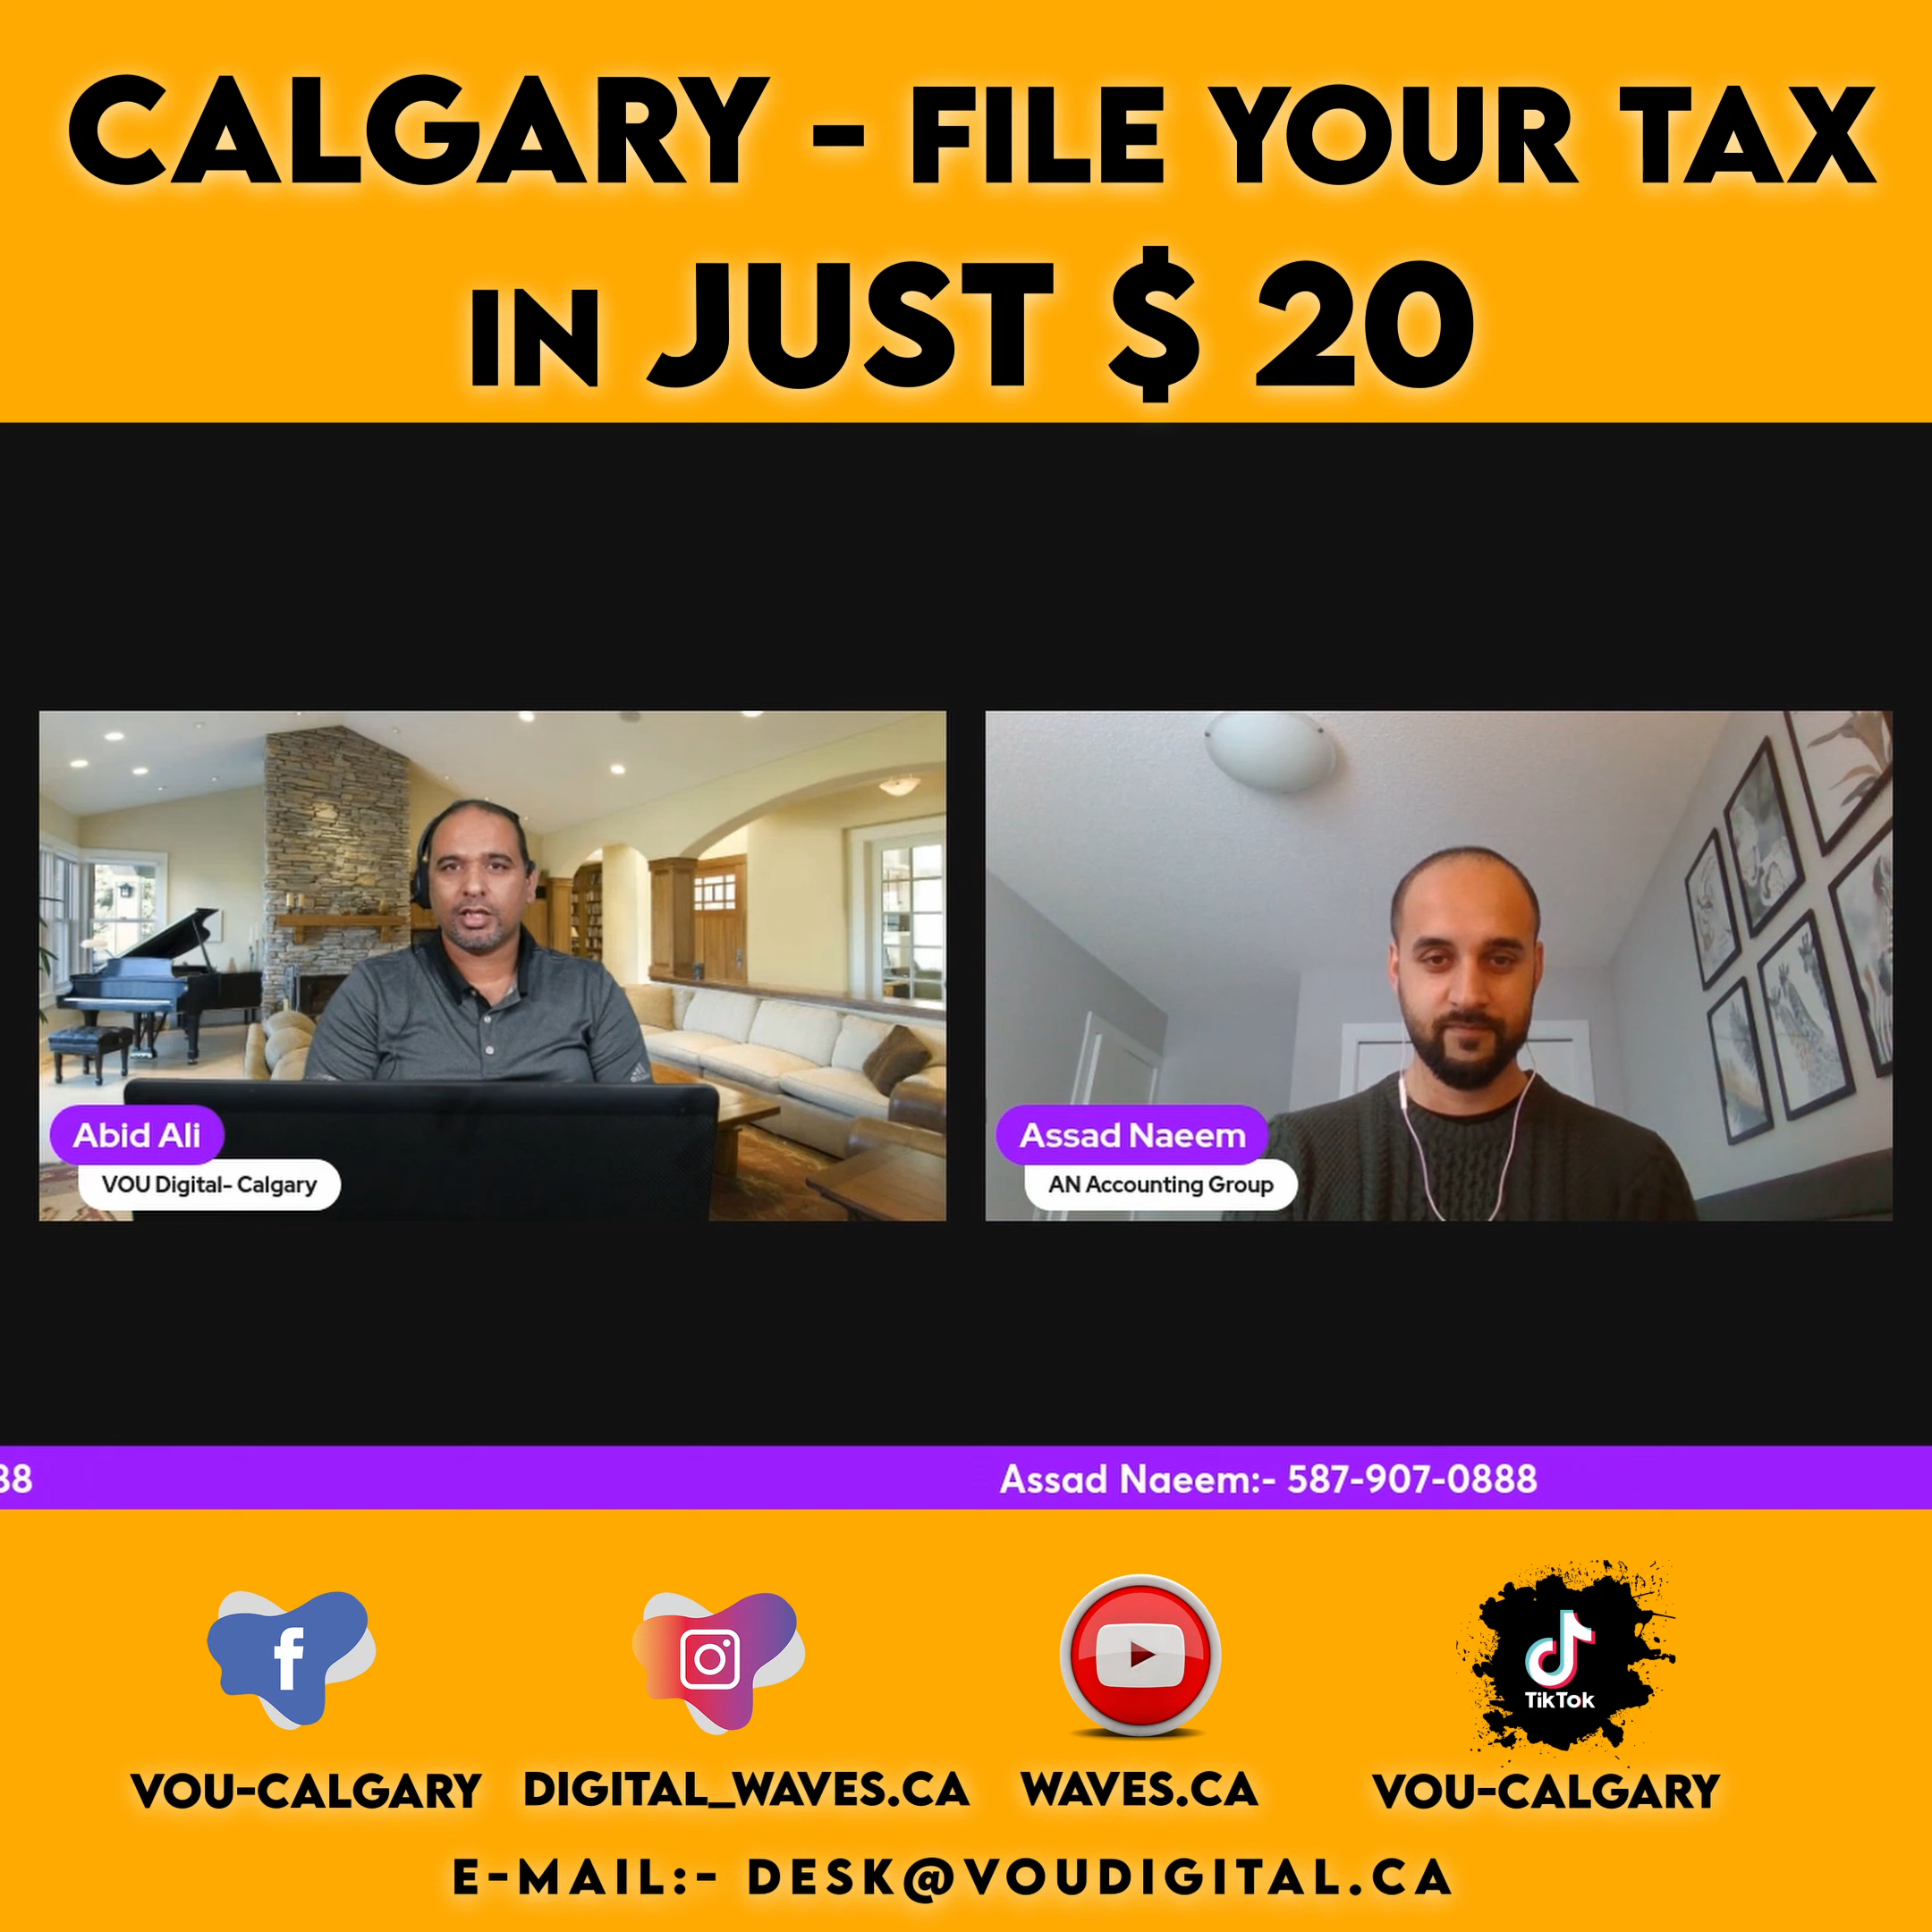 CALGARY - FILE YOUR TAX
IN JUST $ 20
Abid Ali
VOU Digital- Calgary
Assad Naeem
AN Accounting Group
88
Assad Naeem:- 587-907-0888
f
TikTok
VOU-CALGARY
DIGITAL_WAVES.CA
WAVES.CA
VOU-CALGARY
E-MAIL:- DESK@VOUDIGITAL.CA